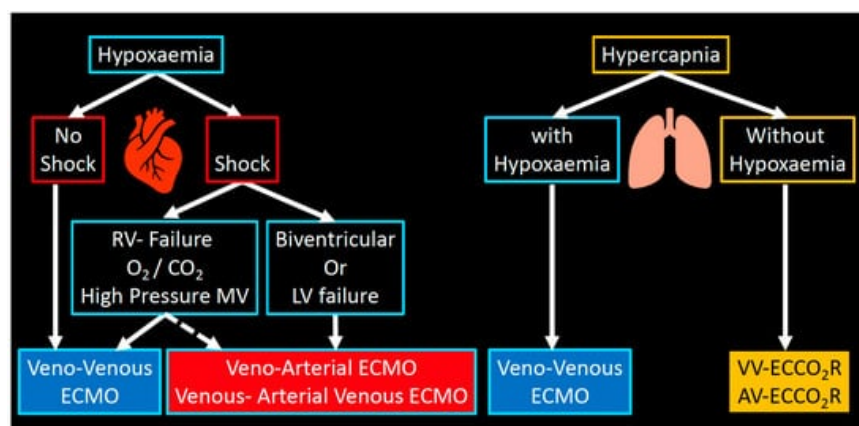 Hypoxaemia
Hypercapnia
No
Shock
Shock
with
Hypoxaemia
Without
Hypoxaemia
RV- Failure
O₂ / CO₂
High Pressure MV
Biventricular
Or
LV failure
Veno-Venous
ECMO
Veno-Arterial ECMO
Venous- Arterial Venous ECMO
Veno-Venous
ECMO
VV-ECCO₂R
AV-ECCO₂R